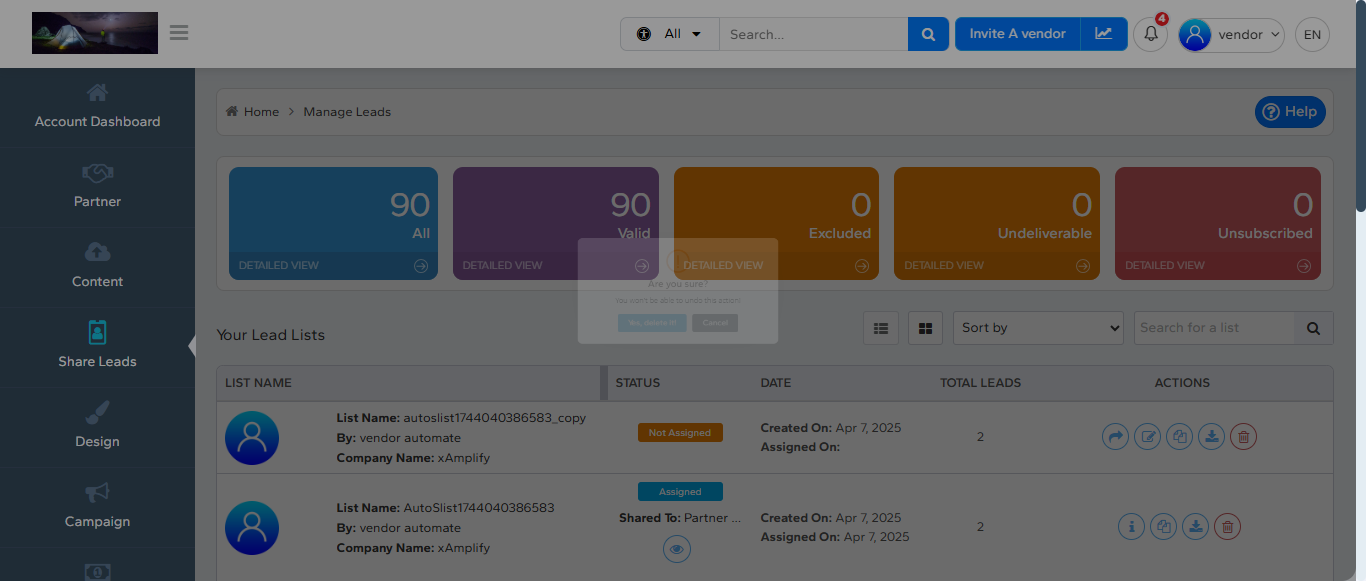 All
Search...
Invite A vendor
4
vendor
EN
Account Dashboard
Partner
Content
Share Leads
Design
Campaign
Home > Manage Leads
Help
90
All
DETAILED VIEW
90
Valid
DETAILED VIEW
0
Excluded
DETAILED VIEW
0
Undeliverable
DETAILED VIEW
0
Unsubscribed
DETAILED VIEW
Are you sure?
You won't be able to undo this action!
Yes, delete it!
Cancel
Your Lead Lists
Sort by
Search for a list
LIST NAME STATUS DATE TOTAL LEADS ACTIONS
List Name: autoslist1744040386583_copy
By: vendor automate
Company Name: xAmplify
Not Assigned
Created On: Apr 7, 2025
Assigned On:
2
List Name: AutoSlist1744040386583
By: vendor automate
Company Name: xAmplify
Assigned
Shared To: Partner ...
Created On: Apr 7, 2025
Assigned On: Apr 7, 2025
2